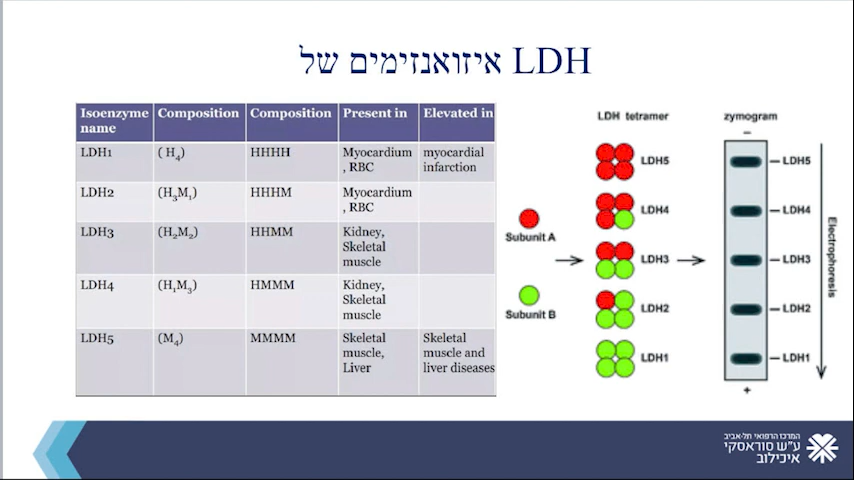 איזואנזימים של LDH
Isoenzyme name | Composition | Composition | Present in | Elevated in
LDH1 | (H₄) | HHHH | Myocardium, RBC | myocardial infarction
LDH2 | (H₃M₁) | HHHM | Myocardium, RBC |
LDH3 | (H₂M₂) | HHMM | Kidney, Skeletal muscle |
LDH4 | (H₁M₃) | HMMM | Kidney, Skeletal muscle |
LDH5 | (M₄) | MMMM | Skeletal muscle, Liver | Skeletal muscle and liver diseases
Subunit A
Subunit B
LDH tetramer
LDH5
LDH4
LDH3
LDH2
LDH1
zymogram
–
LDH5
LDH4
LDH3
LDH2
LDH1
+
Electrophoresis
המרכז הרפואי תל-אביב
ע"ש סוראסקי
איכילוב